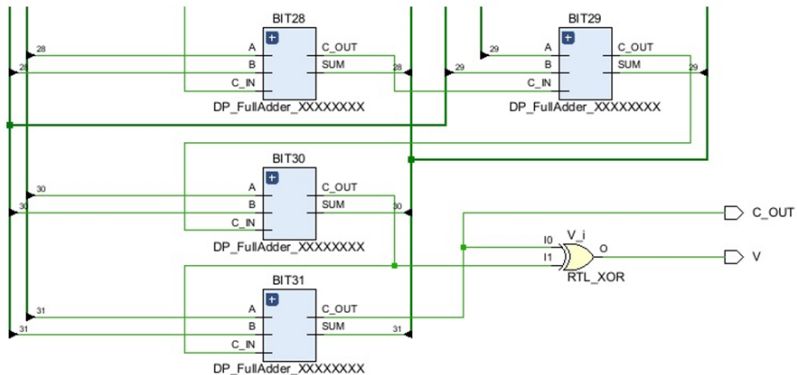 BIT28
BIT29
28 A C_OUT
29 A C_OUT
28 B SUM 28
29 B SUM 29
C_IN
C_IN
DP_FullAdder_XXXXXXXX
DP_FullAdder_XXXXXXXX
BIT30
30 A C_OUT
30 B SUM 30
C_IN
DP_FullAdder_XXXXXXXX
C_OUT
V_i
I0 O
I1
V
RTL_XOR
BIT31
31 A C_OUT
31 B SUM 31
C_IN
DP_FullAdder_XXXXXXXX